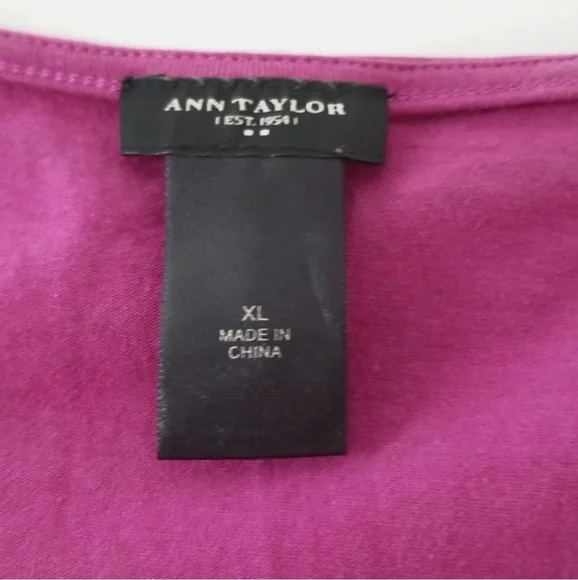 ANN TAYLOR
EST. 1954
XL
MADE IN
CHINA